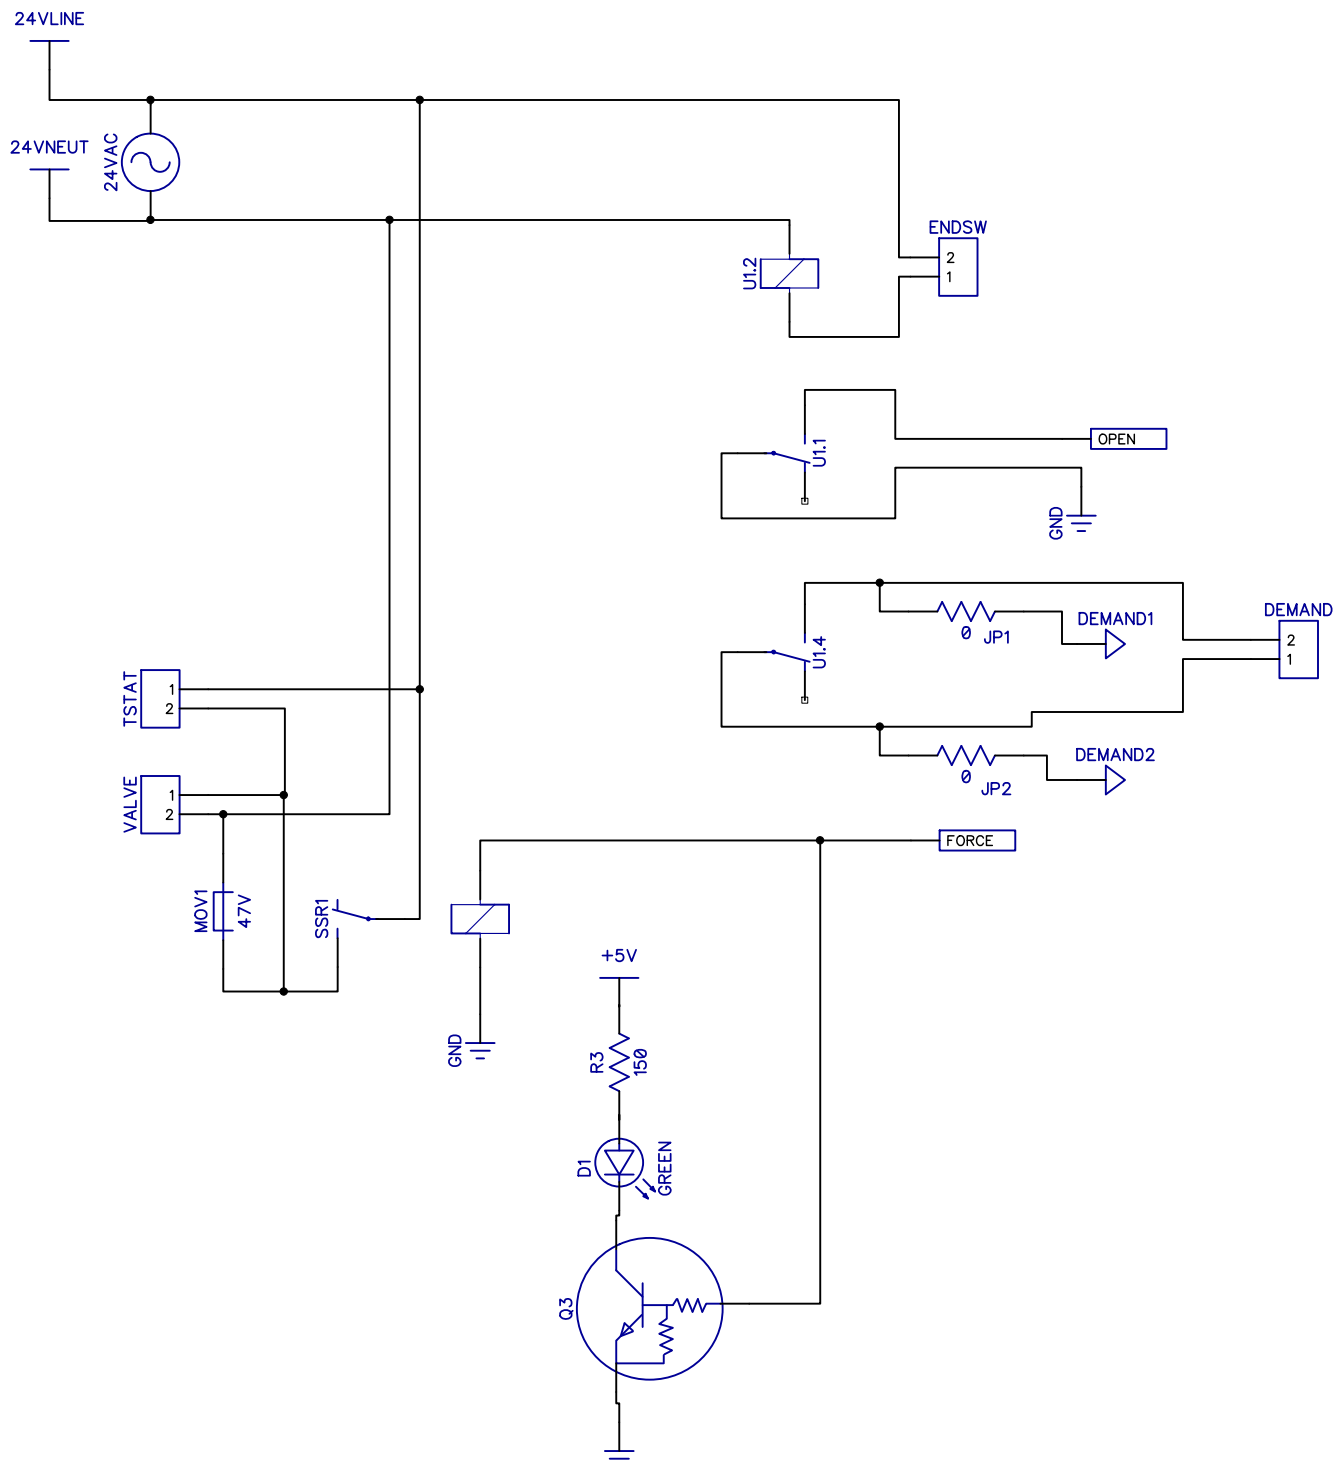 24VLINE
24VNEUT
24VAC
ENDSW
2
1
U1.2
OPEN
U1.1
GND
DEMAND
2
1
DEMAND1
0
JP1
U1.4
TSTAT
1
2
DEMAND2
0
JP2
VALVE
1
2
FORCE
MOV1
47V
SSR1
+5V
GND
R3
150
D1
GREEN
Q3